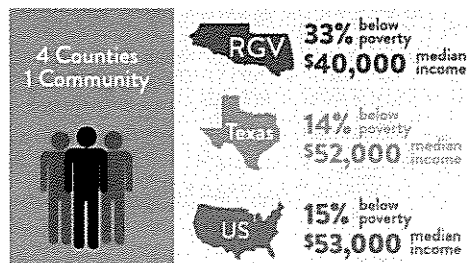 4 Counties
1 Community
RGV
33% below poverty
$40,000 median income
Texas
14% below poverty
$52,000 median income
US
15% below poverty
$53,000 median income